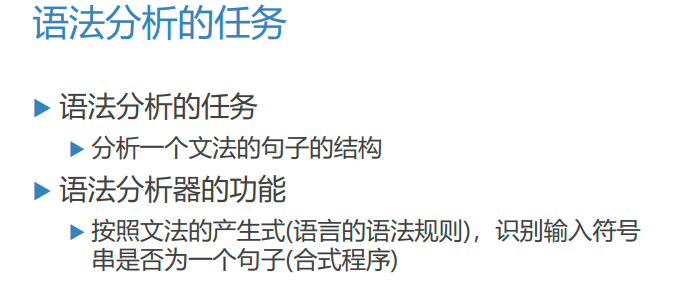 语法分析的任务
语法分析的任务
分析一个文法的句子的结构
语法分析器的功能
按照文法的产生式(语言的语法规则)，识别输入符号
串是否为一个句子(合式程序)